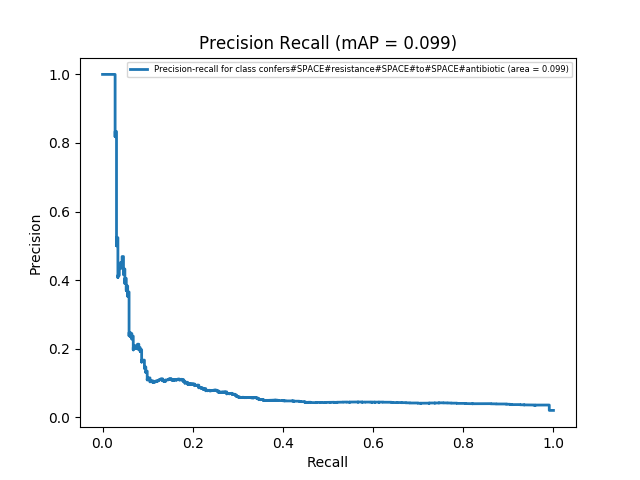 Precision Recall (mAP = 0.099)
Precision-recall for class confers#SPACE#resistance#SPACE#to#SPACE#antibiotic (area = 0.099)
1.0
0.8
0.6
0.4
0.2
0.0
Precision
0.0 0.2 0.4 0.6 0.8 1.0
Recall